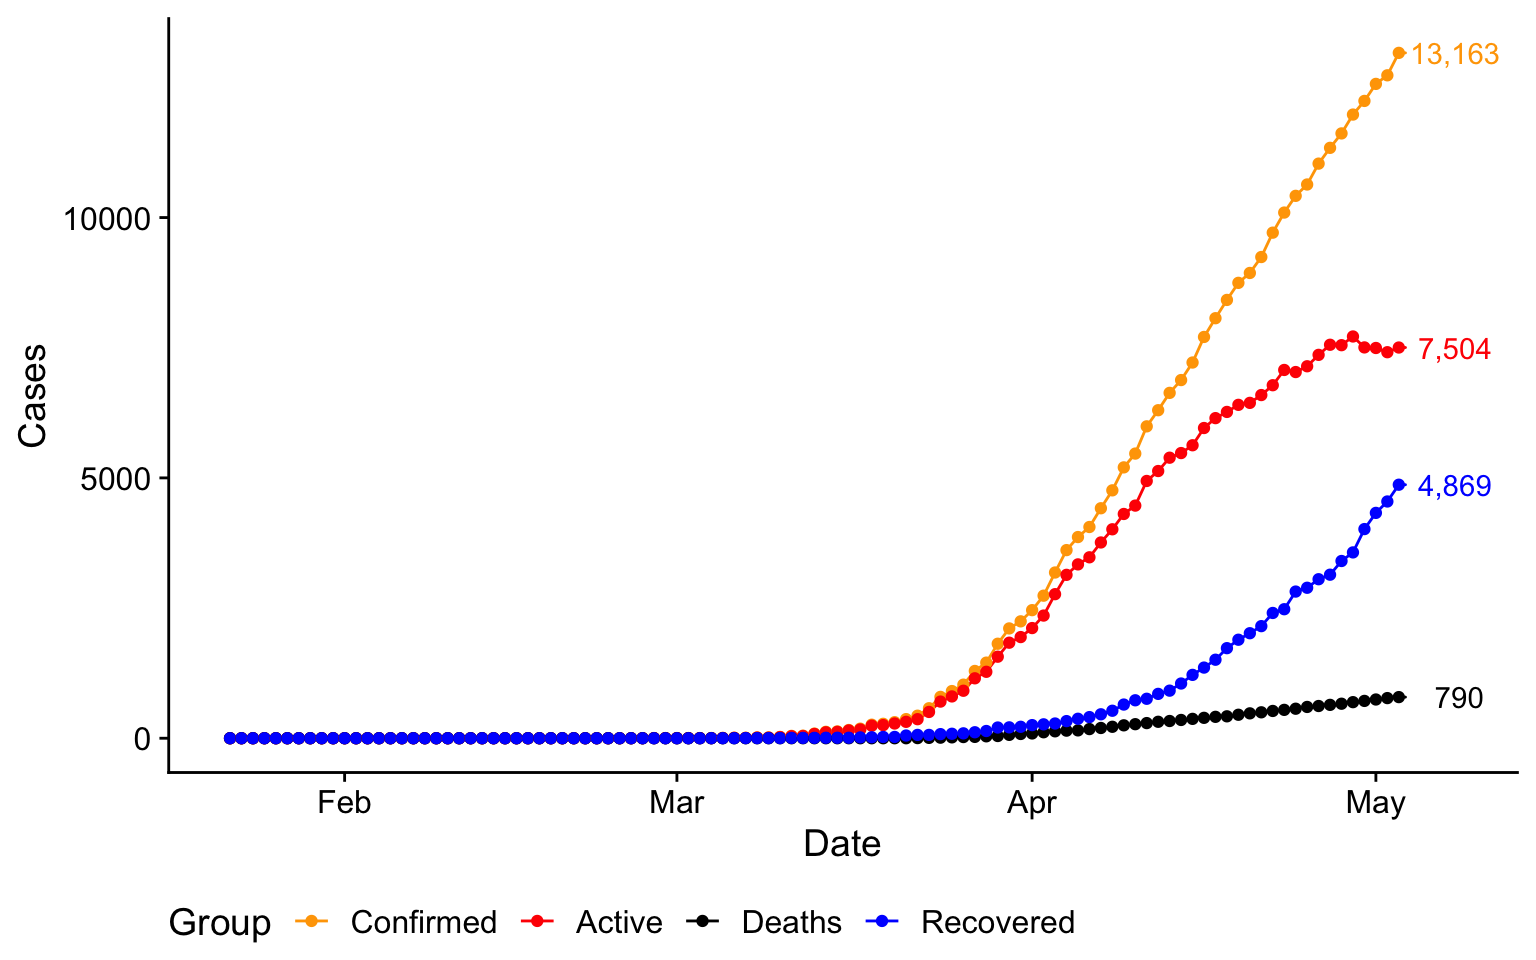 13,163
10000
7,504
Cases
5000
4,869
790
0
Feb Mar Apr May
Date
Group Confirmed Active Deaths Recovered